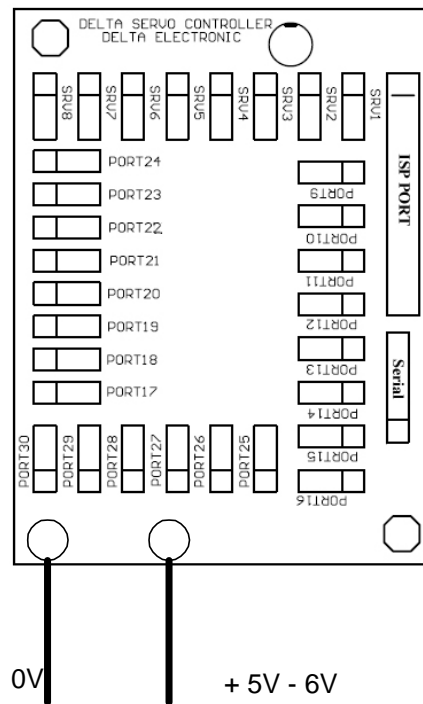 DELTA SERVO CONTROLLER
DELTA ELECTRONIC
SRV8
SRV7
SRV6
SRV5
SRV4
SRV3
SRV2
SRV1
ISP PORT
PORT24
PORT23
PORT22
PORT21
PORT20
PORT19
PORT18
PORT17
PORT9
PORT10
PORT11
PORT12
PORT13
PORT14
PORT15
PORT16
Serial
PORT30
PORT29
PORT28
PORT27
PORT26
PORT25
0V
+ 5V - 6V